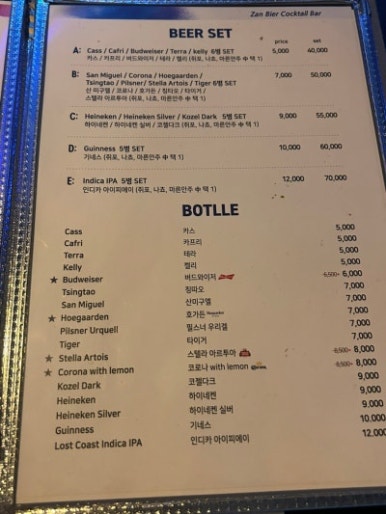 Zan Bier Cocktail Bar
BEER SET
price set
A: Cass / Cafri / Budweiser / Terra / kelly 6병 SET 5,000 40,000
카스 / 카프리 / 버드와이저 / 테라 / 켈리 (쥐포, 나쵸, 마른안주 中 택 1)
B: San Miguel / Corona / Hoegaarden / 7,000 50,000
Tsingtao / Stella Artois / Tiger 6병 SET
산 미구엘 / 코로나 / 호가든 / 칭타오 / 타이거 /
스텔라 아르투아 (쥐포, 나쵸, 마른안주 中 택 1)
C: Heineken / Heineken Silver / Kozel Dark 5병 SET 9,000 55,000
하이네켄 / 하이네켄 실버 / 코젤다크 (쥐포, 나쵸, 마른안주 中 택 1)
D: Guinness 5병 SET 10,000 60,000
기네스 (쥐포, 나쵸, 마른안주 中 택 1)
E: Indica IPA 5병 SET 12,000 70,000
인디카 아이피에이 (쥐포, 나쵸, 마른안주 中 택 1)
BOTLLE
Cass 카스 5,000
Cafri 카프리 5,000
Terra 테라 5,000
Kelly 켈리 5,000
★ Budweiser 버드와이저 6,500→ 6,000
Tsingtao 칭따오 7,000
San Miguel 산미구엘 7,000
★ Hoegaarden 호가든 7,000
Pilsner Urquell 필스너 우리켈 7,000
Tiger 타이거 7,000
★ Stella Artois 스텔라 아르투아 8,500→ 8,000
★ Corona with lemon 코로나 with lemon 8,500→ 8,000
Kozel Dark 코젤다크 9,000
Heineken 하이네켄 9,000
Heineken Silver 하이네켄 실버 9,000
Guinness 기네스 10,000
Lost Coast Indica IPA 인디카 아이피에이 12,000